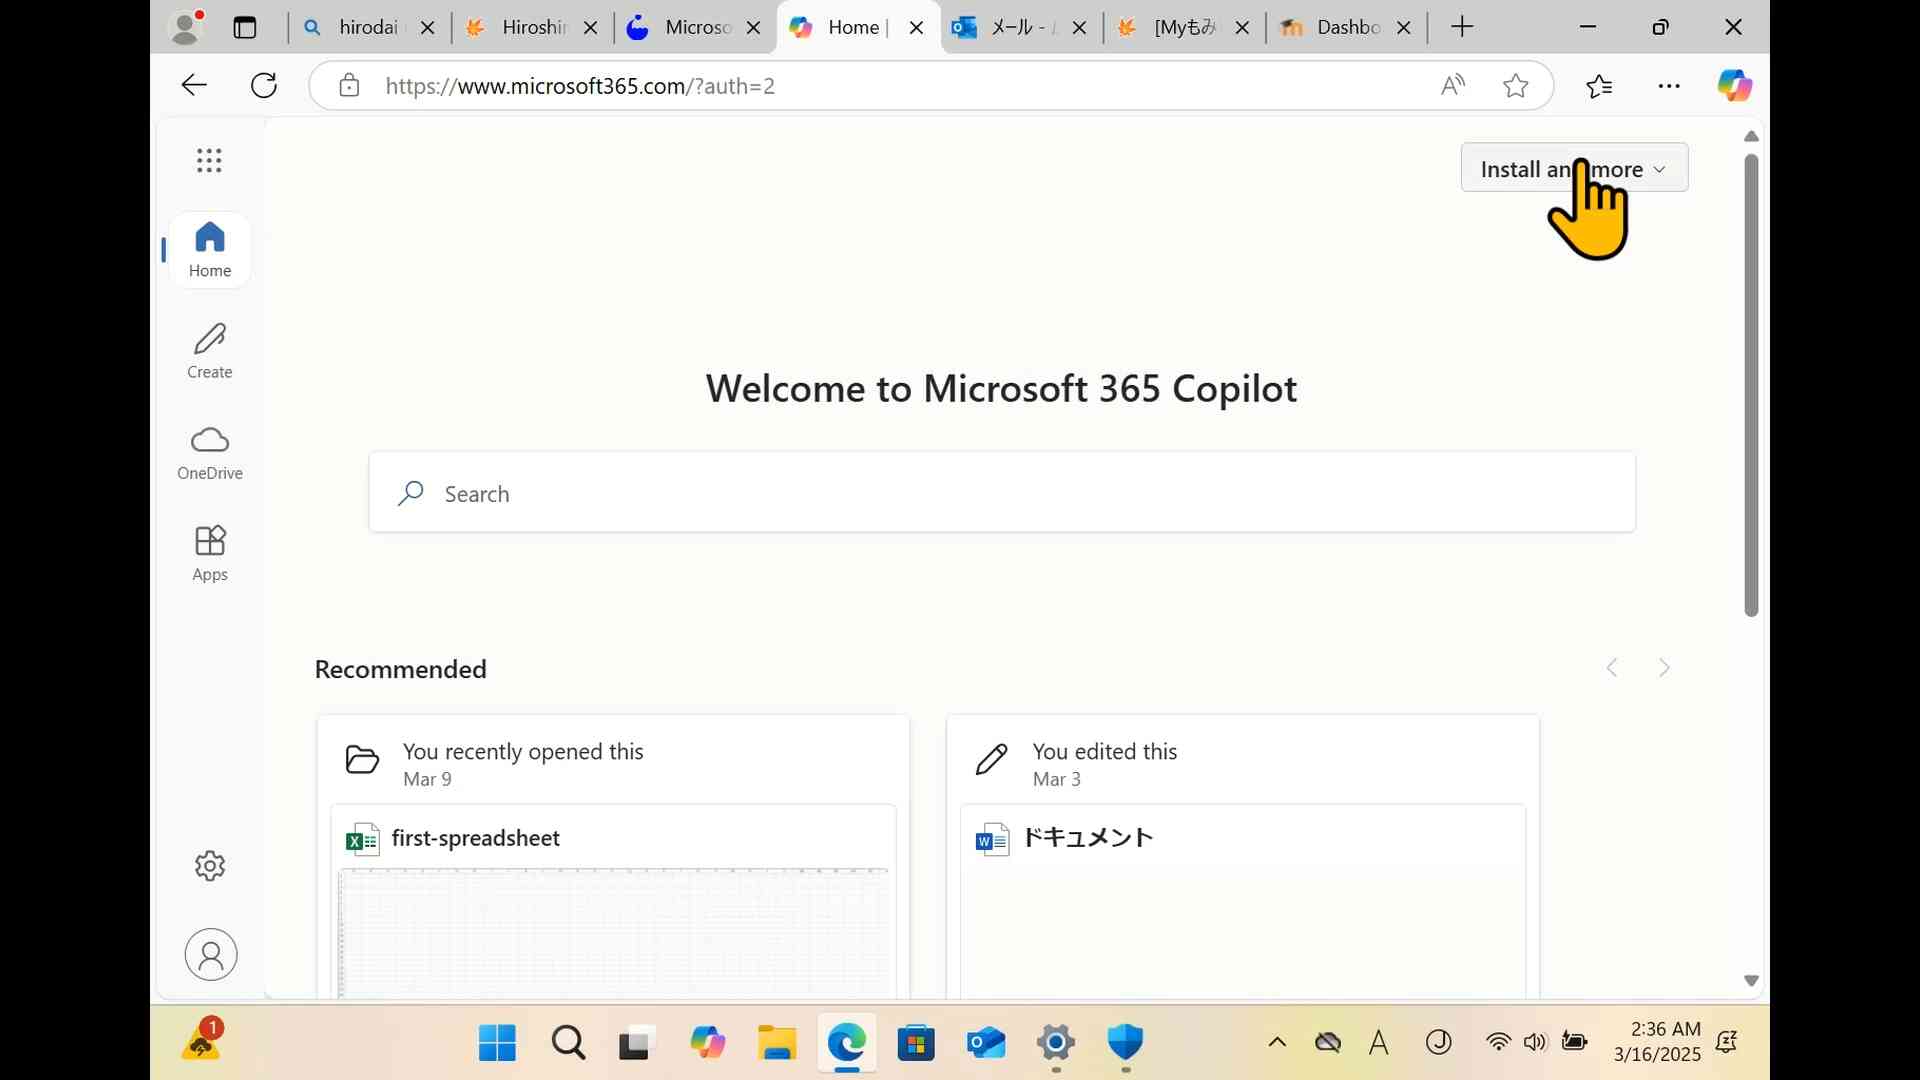 hirodai
Hiroshin
Microso
Home |
メール -
[Myもみ
Dashbo
https://www.microsoft365.com/?auth=2
Install an more
Home
Create
OneDrive
Apps
Welcome to Microsoft 365 Copilot
Search
Recommended
You recently opened this
Mar 9
You edited this
Mar 3
first-spreadsheet
ドキュメント
1
A
2:36 AM
3/16/2025